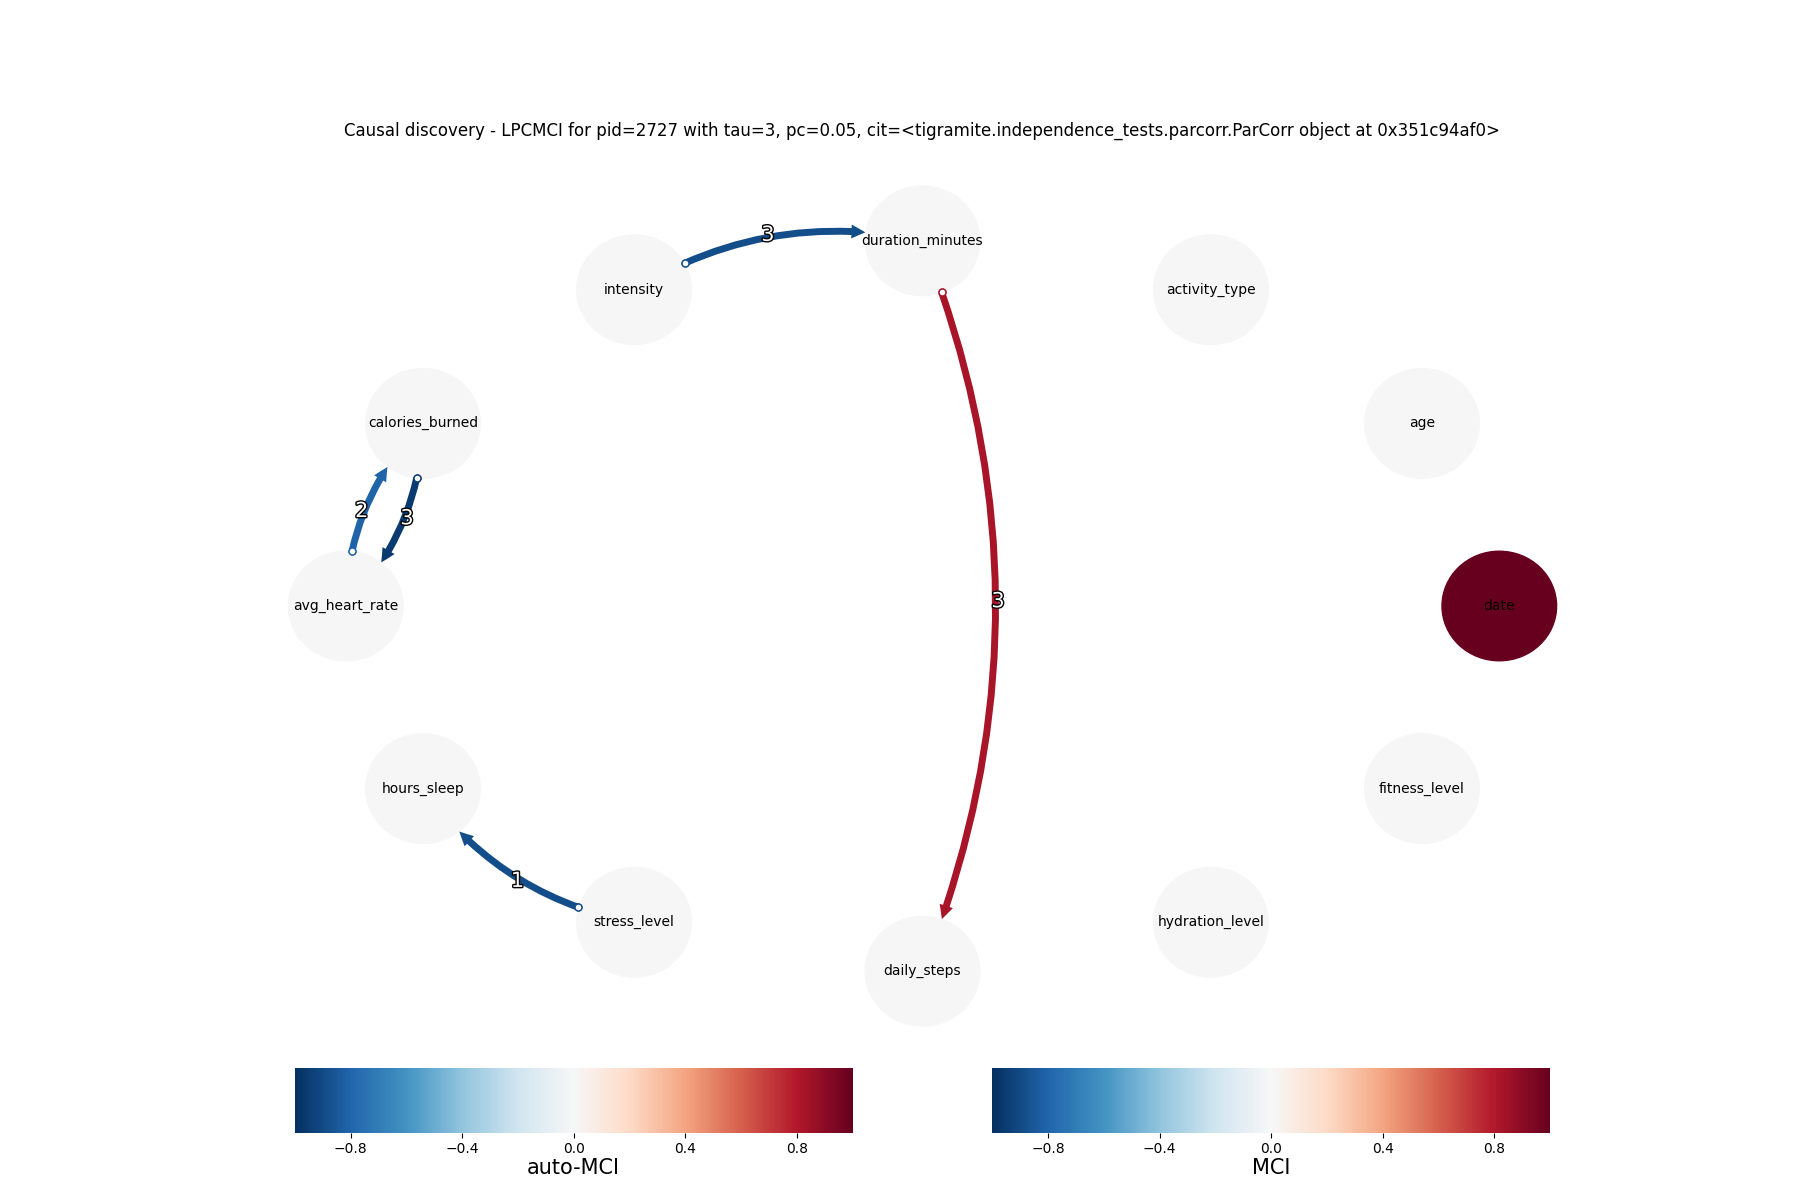 Causal discovery - LPCMCI for pid=2727 with tau=3, pc=0.05, cit=<tigramite.independence_tests.parcorr.ParCorr object at 0x351c94af0>
duration_minutes
intensity
activity_type
3
calories_burned
age
2
3
avg_heart_rate
3
date
hours_sleep
fitness_level
1
stress_level
hydration_level
daily_steps
−0.8 −0.4 0.0 0.4 0.8
auto-MCI
−0.8 −0.4 0.0 0.4 0.8
MCI